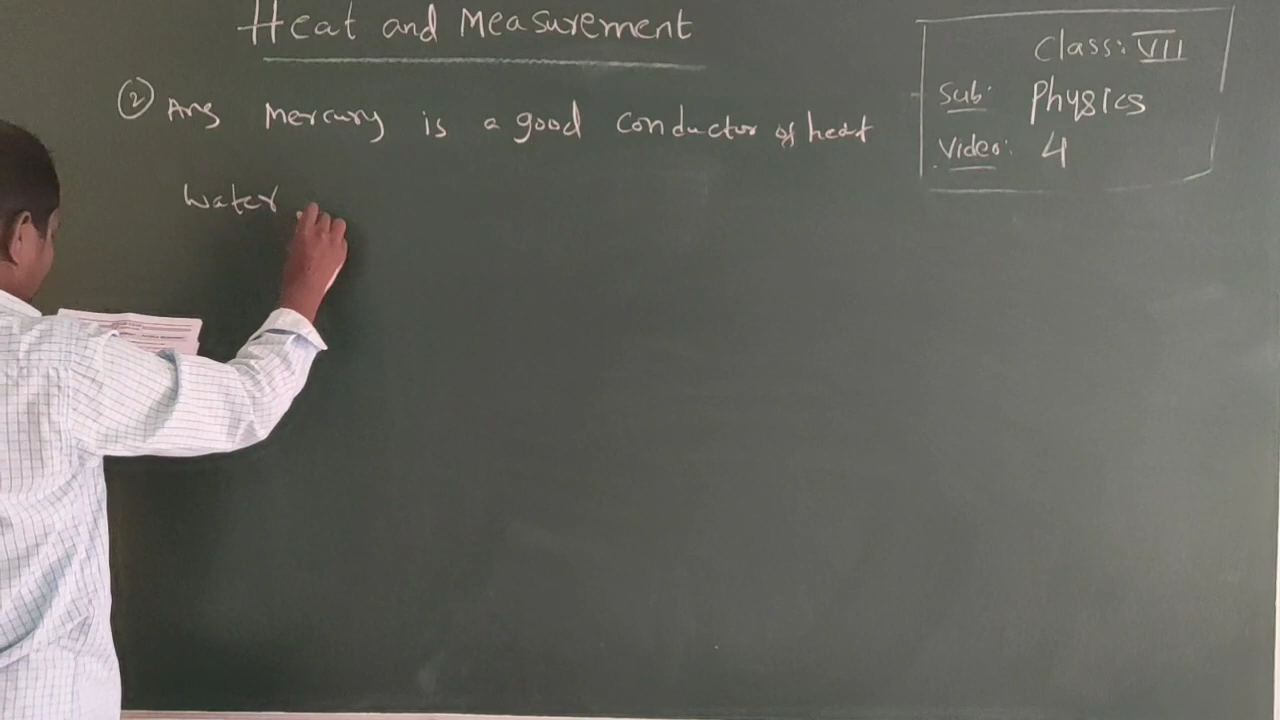 Heat and Measurement
Class: VII
Sub: Physics
Video: 4
② Ans Mercury is a good conductor of heat
Water